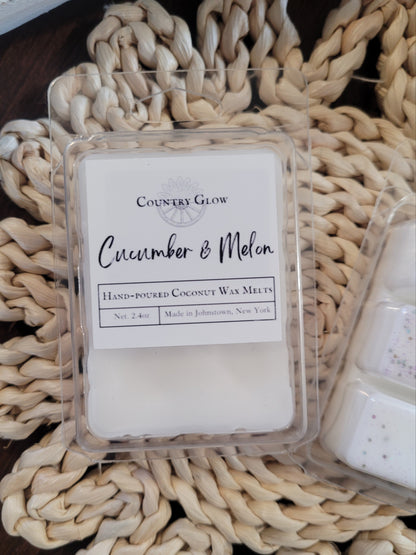 Country Glow
Cucumber & Melon
Hand-poured Coconut Wax Melts
Net. 2.4oz Made in Johnstown, New York